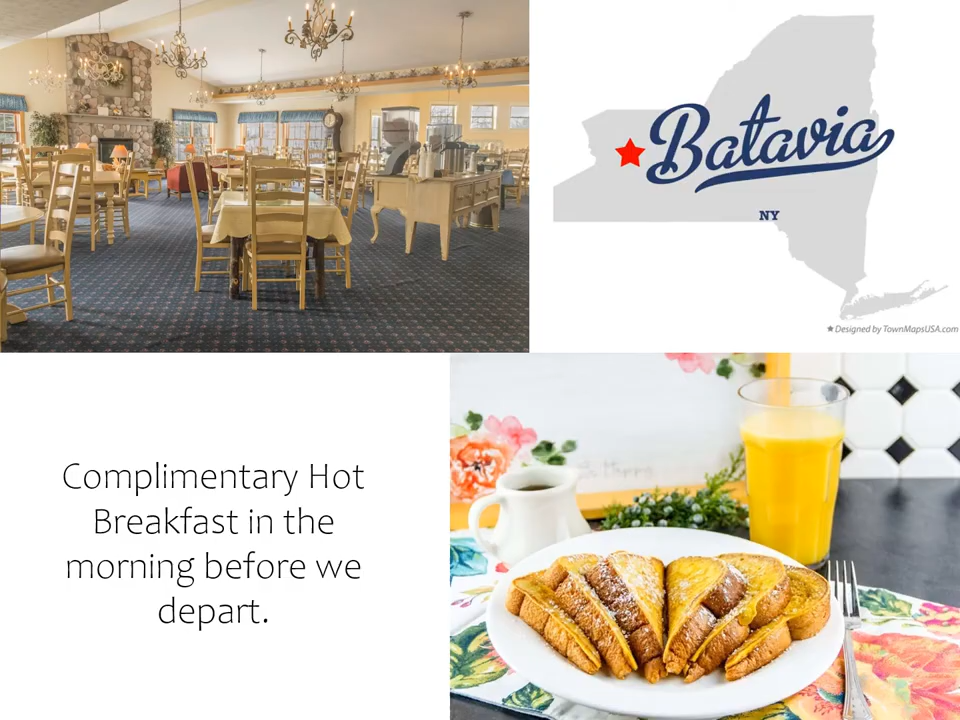 Batavia
NY
★ Designed by TownMapsUSA.com
Complimentary Hot
Breakfast in the
morning before we
depart.